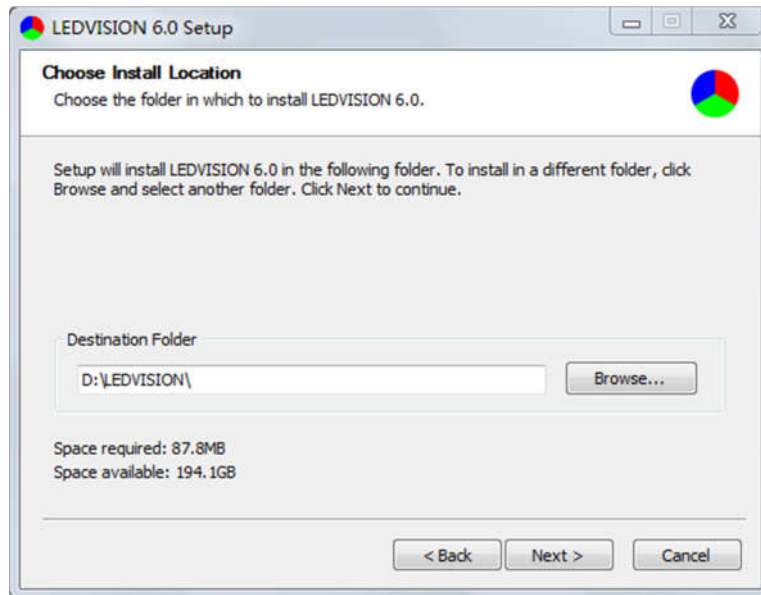 LEDVISION 6.0 Setup
Choose Install Location
Choose the folder in which to install LEDVISION 6.0.
Setup will install LEDVISION 6.0 in the following folder. To install in a different folder, click
Browse and select another folder. Click Next to continue.
Destination Folder
D:\LEDVISION\
Browse...
Space required: 87.8MB
Space available: 194.1GB
< Back
Next >
Cancel